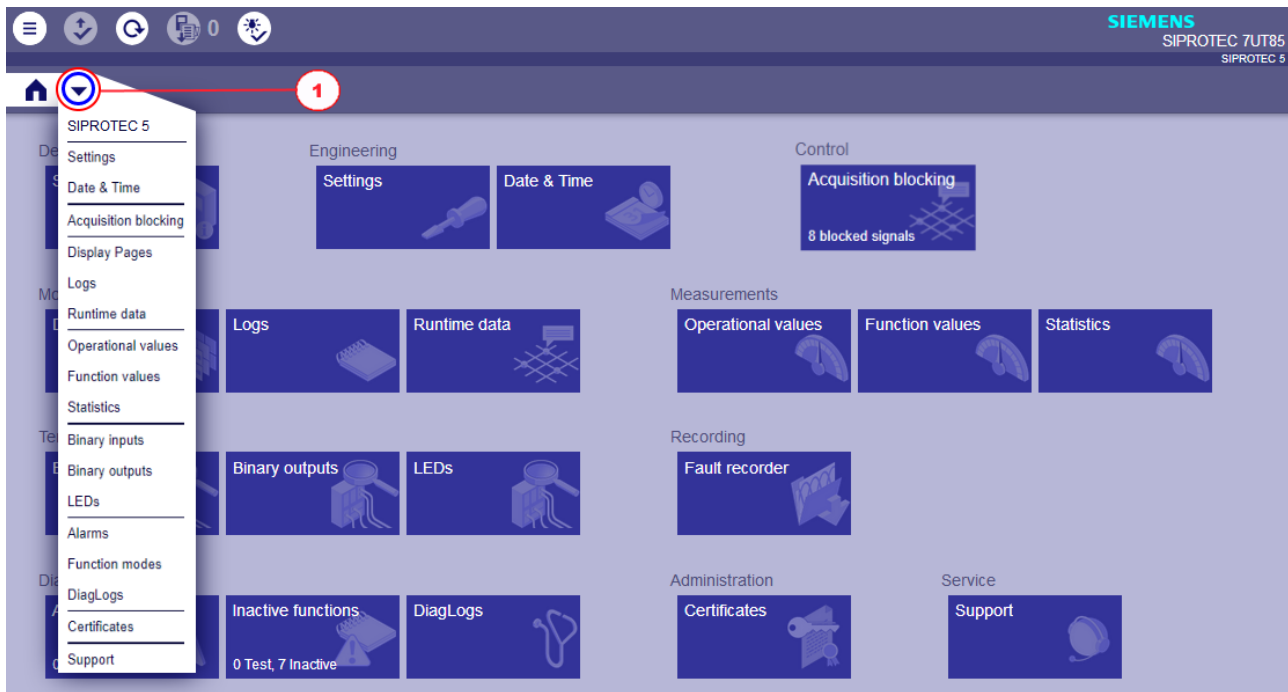 0
SIEMENS
SIPROTEC 7UT85
SIPROTEC 5
1
SIPROTEC 5
Settings
Date & Time
Acquisition blocking
Display Pages
Logs
Runtime data
Operational values
Function values
Statistics
Binary inputs
Binary outputs
LEDs
Alarms
Function modes
DiagLogs
Certificates
Support
Engineering
Settings
Date & Time
Control
Acquisition blocking
8 blocked signals
Logs
Runtime data
Measurements
Operational values
Function values
Statistics
Binary outputs
LEDs
Recording
Fault recorder
Inactive functions
0 Test, 7 Inactive
DiagLogs
Administration
Certificates
Service
Support